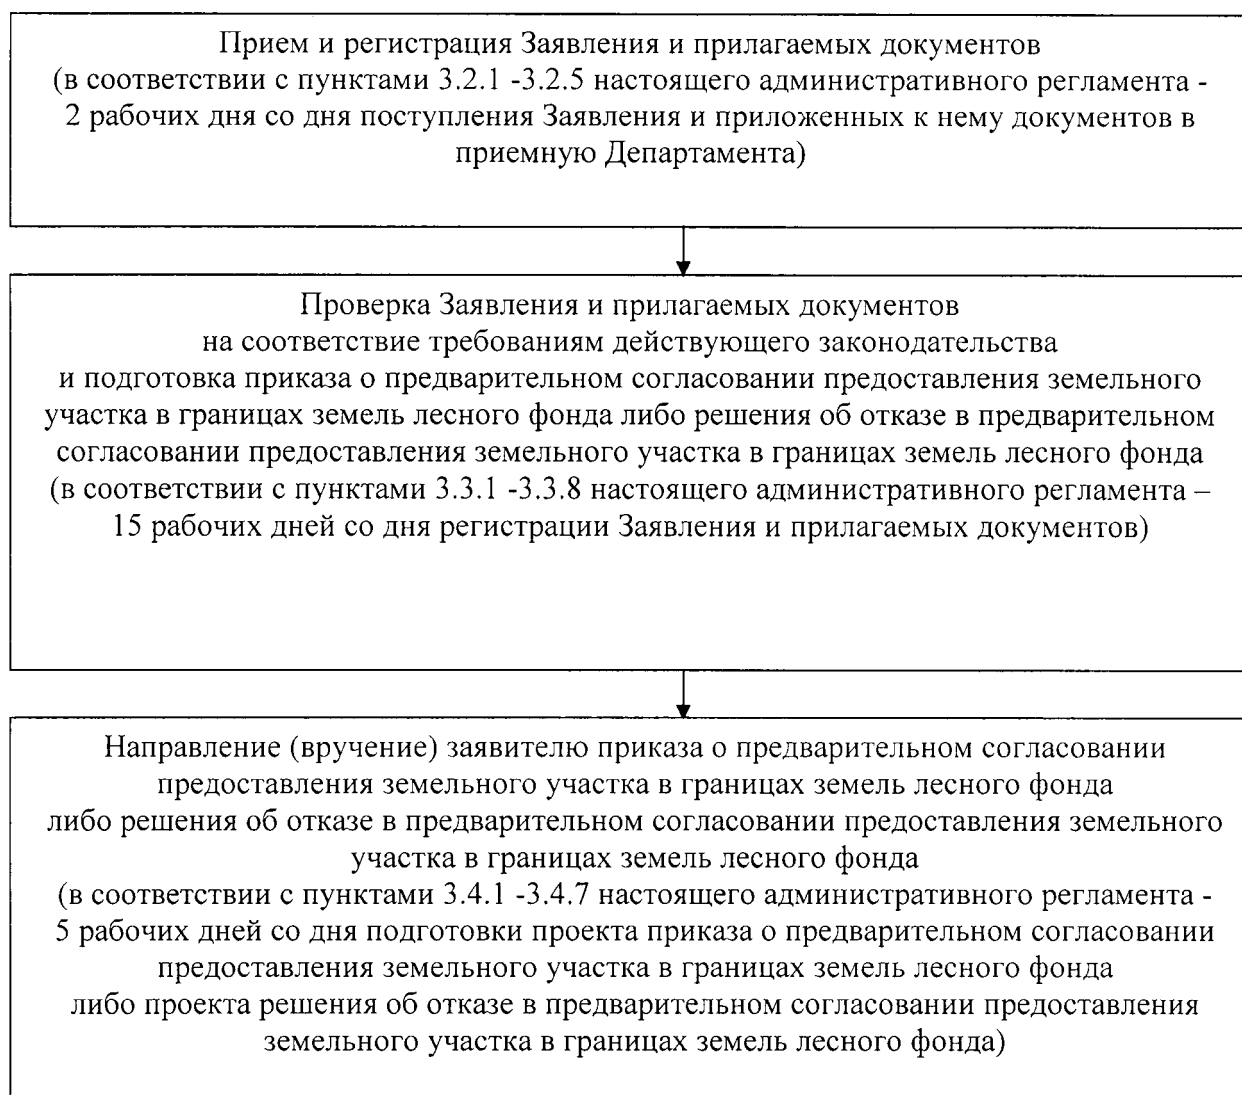 Прием и регистрация Заявления и прилагаемых документов
(в соответствии с пунктами 3.2.1 -3.2.5 настоящего административного регламента -
2 рабочих дня со дня поступления Заявления и приложенных к нему документов в
приемную Департамента)
Проверка Заявления и прилагаемых документов
на соответствие требованиям действующего законодательства
и подготовка приказа о предварительном согласовании предоставления земельного
участка в границах земель лесного фонда либо решения об отказе в предварительном
согласовании предоставления земельного участка в границах земель лесного фонда
(в соответствии с пунктами 3.3.1 -3.3.8 настоящего административного регламента –
15 рабочих дней со дня регистрации Заявления и прилагаемых документов)
Направление (вручение) заявителю приказа о предварительном согласовании
предоставления земельного участка в границах земель лесного фонда
либо решения об отказе в предварительном согласовании предоставления земельного
участка в границах земель лесного фонда
(в соответствии с пунктами 3.4.1 -3.4.7 настоящего административного регламента -
5 рабочих дней со дня подготовки проекта приказа о предварительном согласовании
предоставления земельного участка в границах земель лесного фонда
либо проекта решения об отказе в предварительном согласовании предоставления
земельного участка в границах земель лесного фонда)